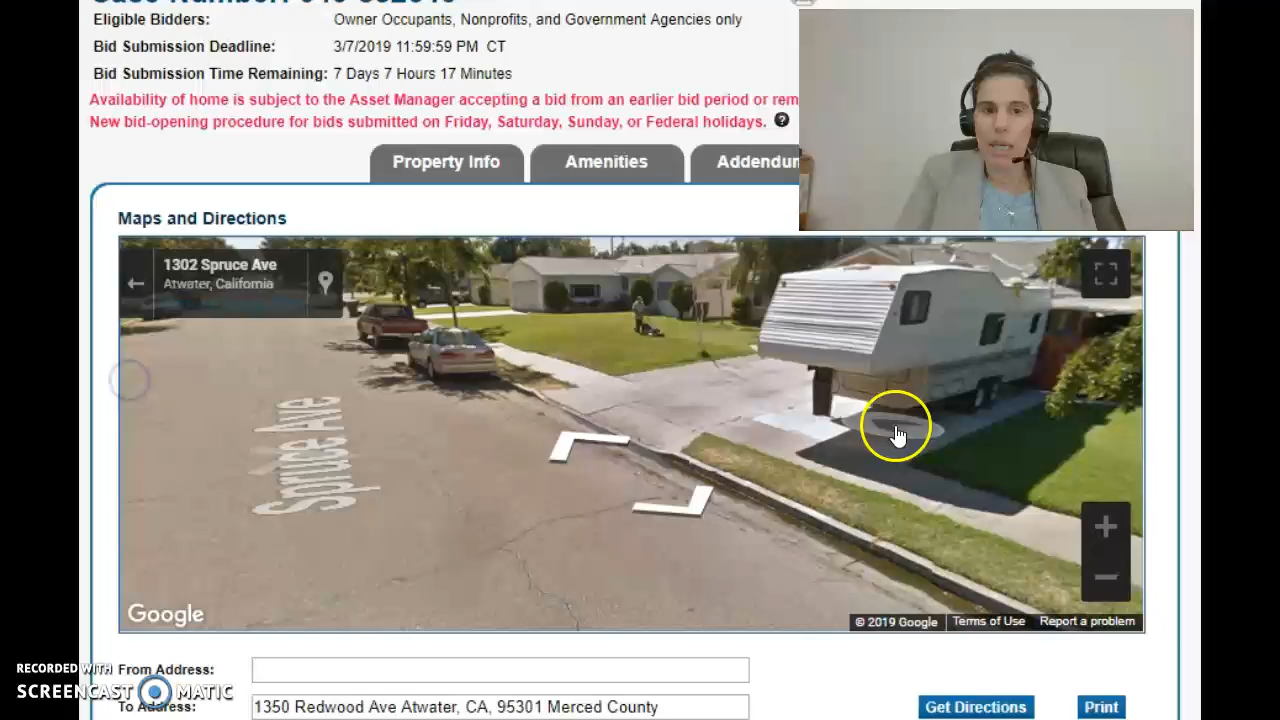 Eligible Bidders: Owner Occupants, Nonprofits, and Government Agencies only
Bid Submission Deadline: 3/7/2019 11:59:59 PM CT
Bid Submission Time Remaining: 7 Days 7 Hours 17 Minutes
Availability of home is subject to the Asset Manager accepting a bid from an earlier bid period or rem
New bid-opening procedure for bids submitted on Friday, Saturday, Sunday, or Federal holidays. ?
Property Info Amenities Addendum
Maps and Directions
1302 Spruce Ave
Atwater, California
Spruce Ave
Google
© 2019 Google Terms of Use Report a problem
From Address:
To Address: 1350 Redwood Ave Atwater, CA, 95301 Merced County Get Directions Print
RECORDED WITH
SCREENCAST MATIC